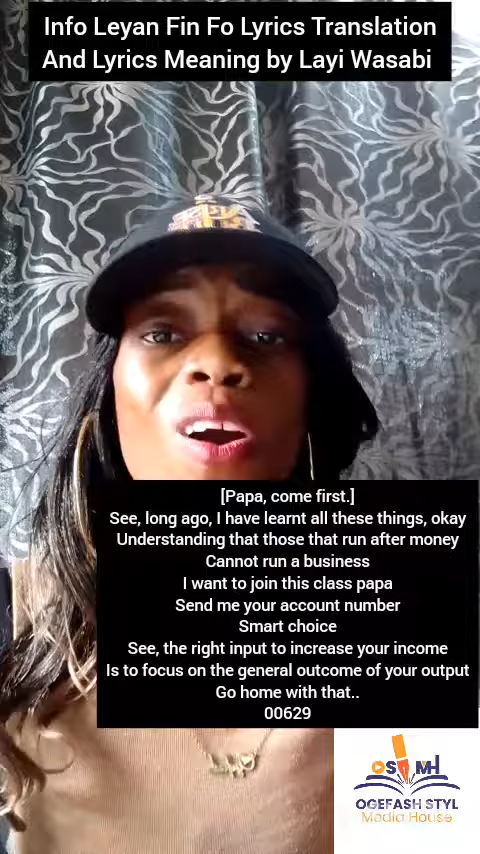 Info Leyan Fin Fo Lyrics Translation
And Lyrics Meaning by Layi Wasabi
[Papa, come first.]
See, long ago, I have learnt all these things, okay
Understanding that those that run after money
Cannot run a business
I want to join this class papa
Send me your account number
Smart choice
See, the right input to increase your income
Is to focus on the general outcome of your output
Go home with that..
00629
OSMH
OGEFASH STYL
Media House